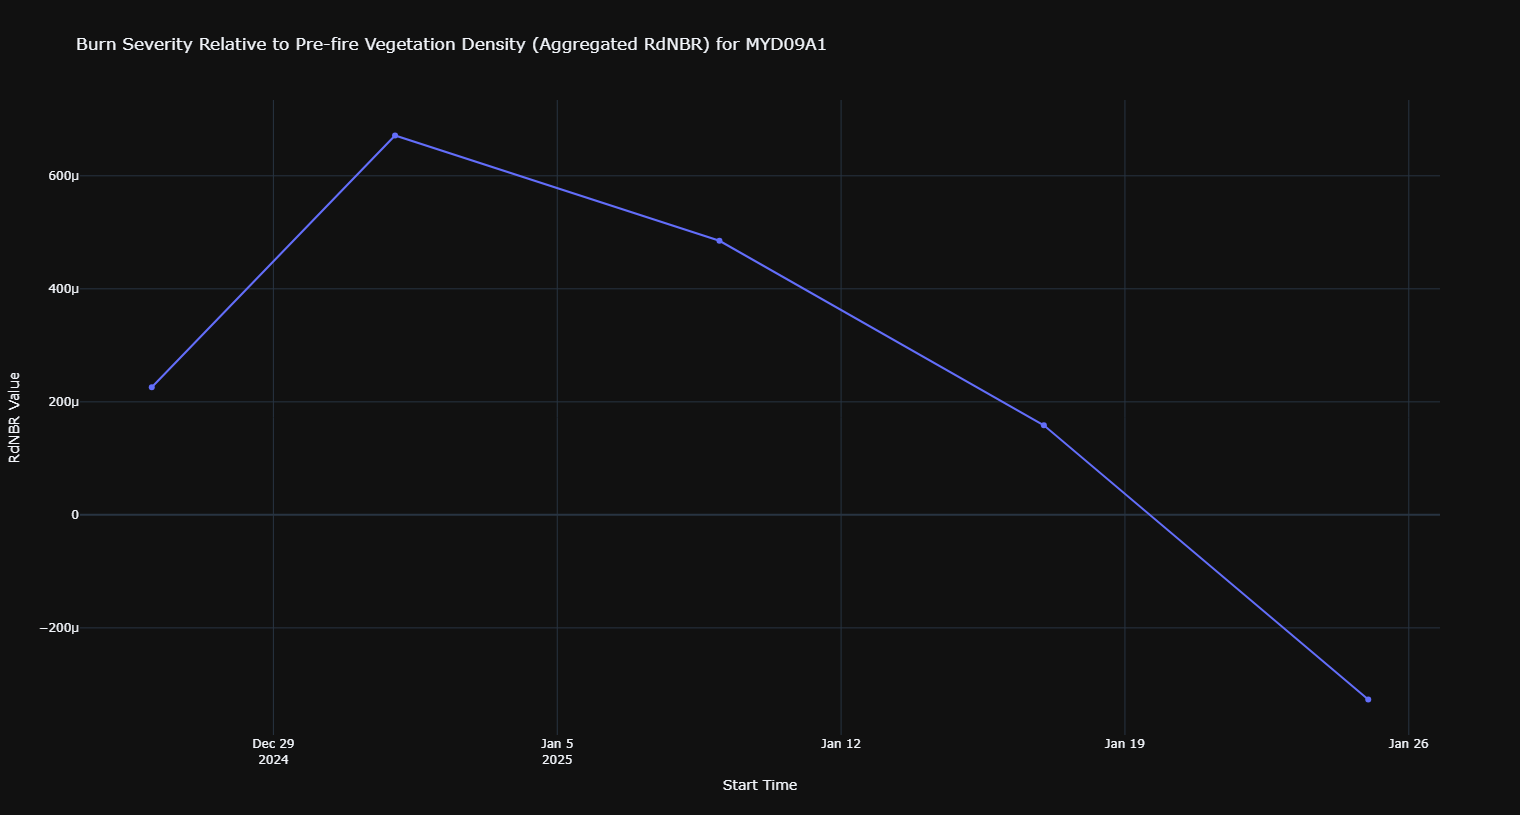 Burn Severity Relative to Pre-fire Vegetation Density (Aggregated RdNBR) for MYD09A1
600μ
400μ
200μ
0
−200μ
RdNBR Value
Dec 29
2024
Jan 5
2025
Jan 12
Jan 19
Jan 26
Start Time